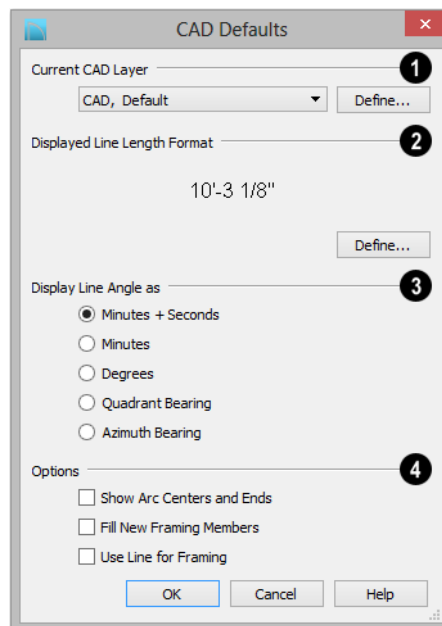 CAD Defaults
Current CAD Layer 1
CAD, Default Define...
Displayed Line Length Format 2
10'-3 1/8"
Define...
Display Line Angle as 3
Minutes + Seconds
Minutes
Degrees
Quadrant Bearing
Azimuth Bearing
Options 4
Show Arc Centers and Ends
Fill New Framing Members
Use Line for Framing
OK Cancel Help